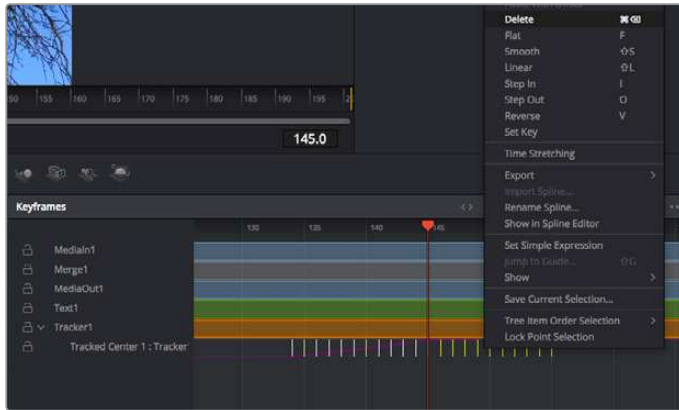 Delete ⌘⌫
Flat F
Smooth ⇧S
Linear ⇧L
Step In I
Step Out O
Reverse V
Set Key
Time Stretching
Export >
Import Spline...
Rename Spline...
Show in Spline Editor
Set Simple Expression
Jump to Guide... ⇧G
Show >
Save Current Selection...
Tree Item Order Selection >
Lock Point Selection
155 160 165 170 175 180 185 190 195
145.0
Keyframes
130 135 140 145
MediaIn1
Merge1
MediaOut1
Text1
Tracker1
Tracked Center 1 : Tracker